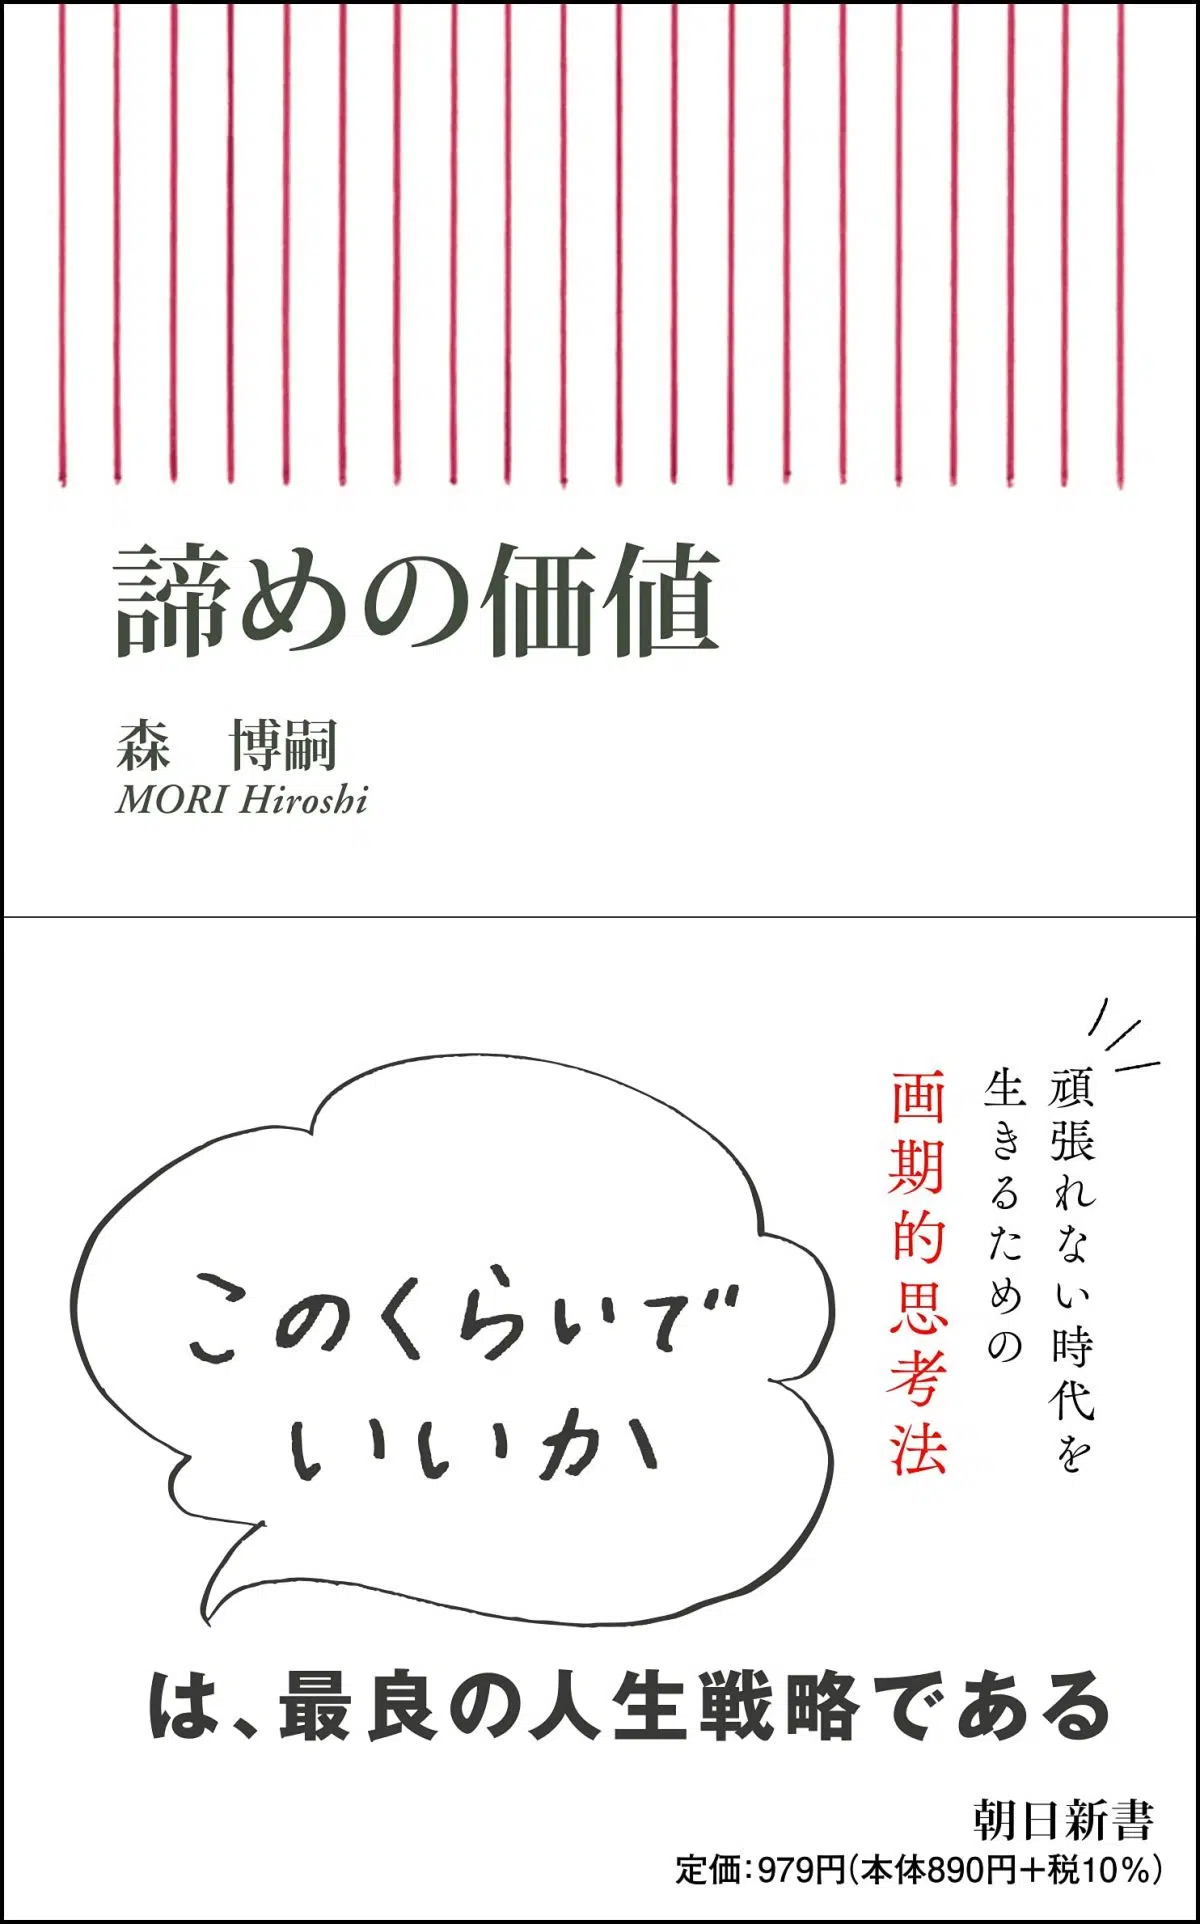 諦めの価値
森　博嗣
MORI Hiroshi
頑張れない時代を
生きるための
画期的思考法
このくらいで
いいか
は、最良の人生戦略である
朝日新書
定価：979円（本体890円＋税10％）